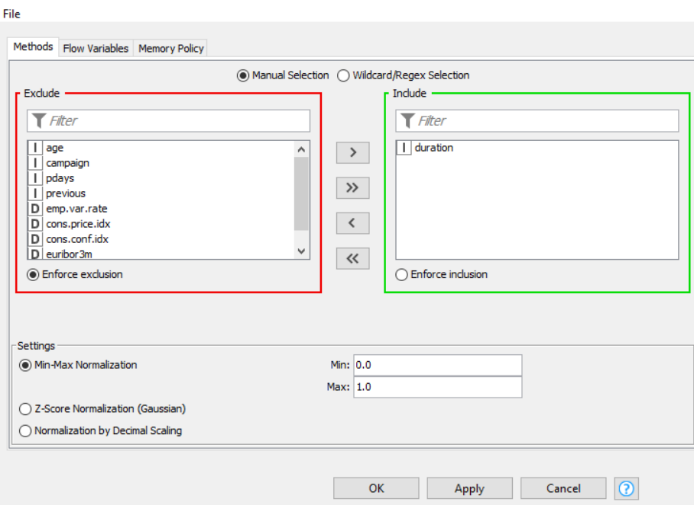 File
Methods Flow Variables Memory Policy
Manual Selection Wildcard/Regex Selection
Exclude
Filter
I age
I campaign
I pdays
I previous
D emp.var.rate
D cons.price.idx
D cons.conf.idx
D euribor3m
Enforce exclusion
>
>>
<
<<
Include
Filter
I duration
Enforce inclusion
Settings
Min-Max Normalization
Min: 0.0
Max: 1.0
Z-Score Normalization (Gaussian)
Normalization by Decimal Scaling
OK Apply Cancel ?